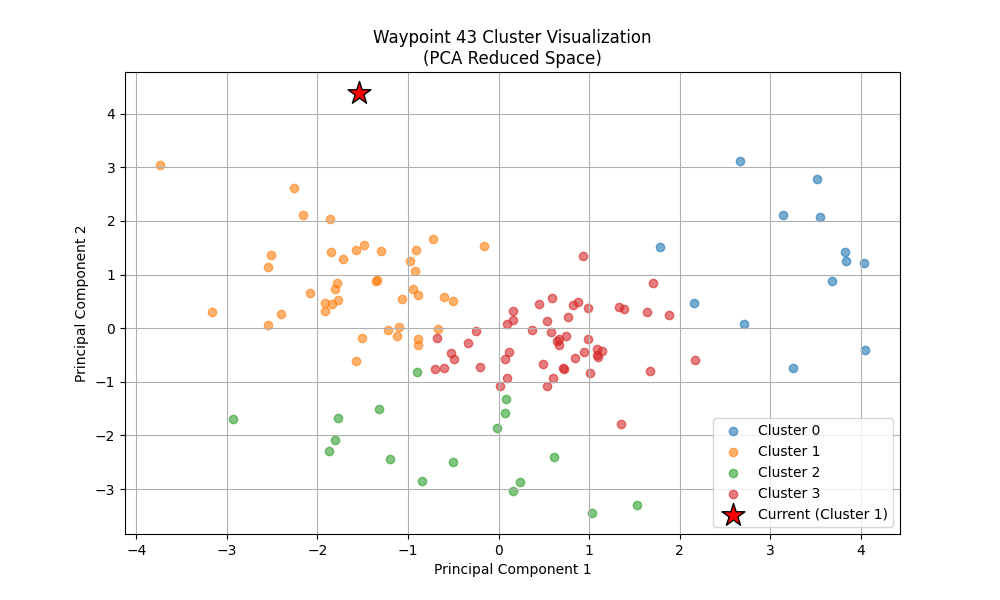 Waypoint 43 Cluster Visualization
(PCA Reduced Space)
Principal Component 2
4
3
2
1
0
−1
−2
−3
Cluster 0
Cluster 1
Cluster 2
Cluster 3
Current (Cluster 1)
−4 −3 −2 −1 0 1 2 3 4
Principal Component 1